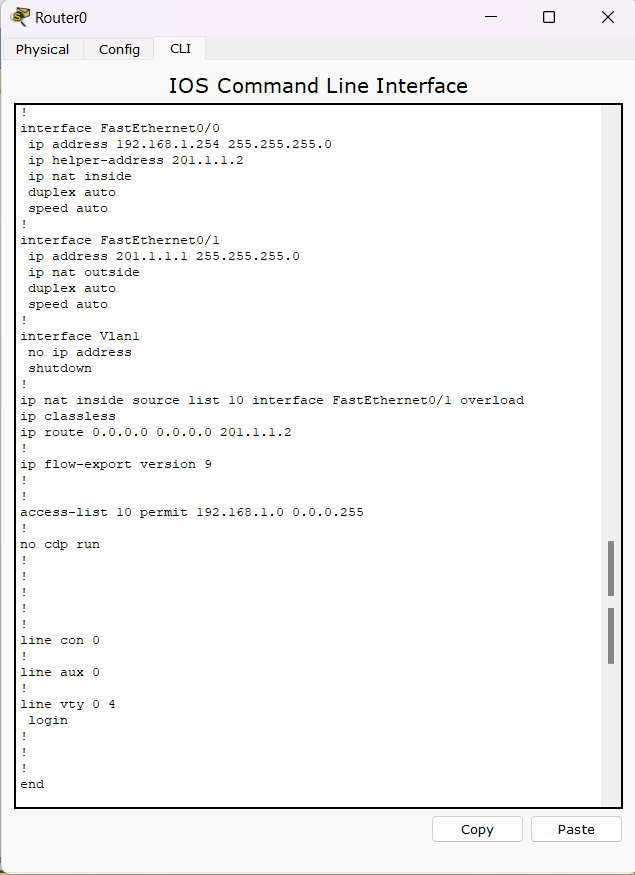 Router0
Physical Config CLI
IOS Command Line Interface
!
interface FastEthernet0/0
 ip address 192.168.1.254 255.255.255.0
 ip helper-address 201.1.1.2
 ip nat inside
 duplex auto
 speed auto
!
interface FastEthernet0/1
 ip address 201.1.1.1 255.255.255.0
 ip nat outside
 duplex auto
 speed auto
!
interface Vlan1
 no ip address
 shutdown
!
ip nat inside source list 10 interface FastEthernet0/1 overload
ip classless
ip route 0.0.0.0 0.0.0.0 201.1.1.2
!
ip flow-export version 9
!
!
access-list 10 permit 192.168.1.0 0.0.0.255
!
no cdp run
!
!
!
!
!
line con 0
!
line aux 0
!
line vty 0 4
 login
!
!
!
end
Copy Paste